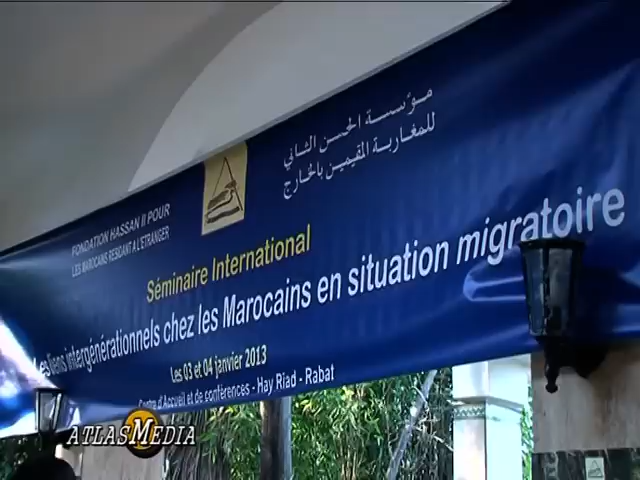 مؤسسة الحسن الثاني
للمغاربة المقيمين بالخارج
FONDATION HASSAN II POUR
LES MAROCAINS RESIDANT A L'ETRANGER
Séminaire International
Les liens intergénérationnels chez les Marocains en situation migratoire
Les 03 et 04 janvier 2013
Centre d'Accueil et de conférences - Hay Riad - Rabat
ATLASMEDIA